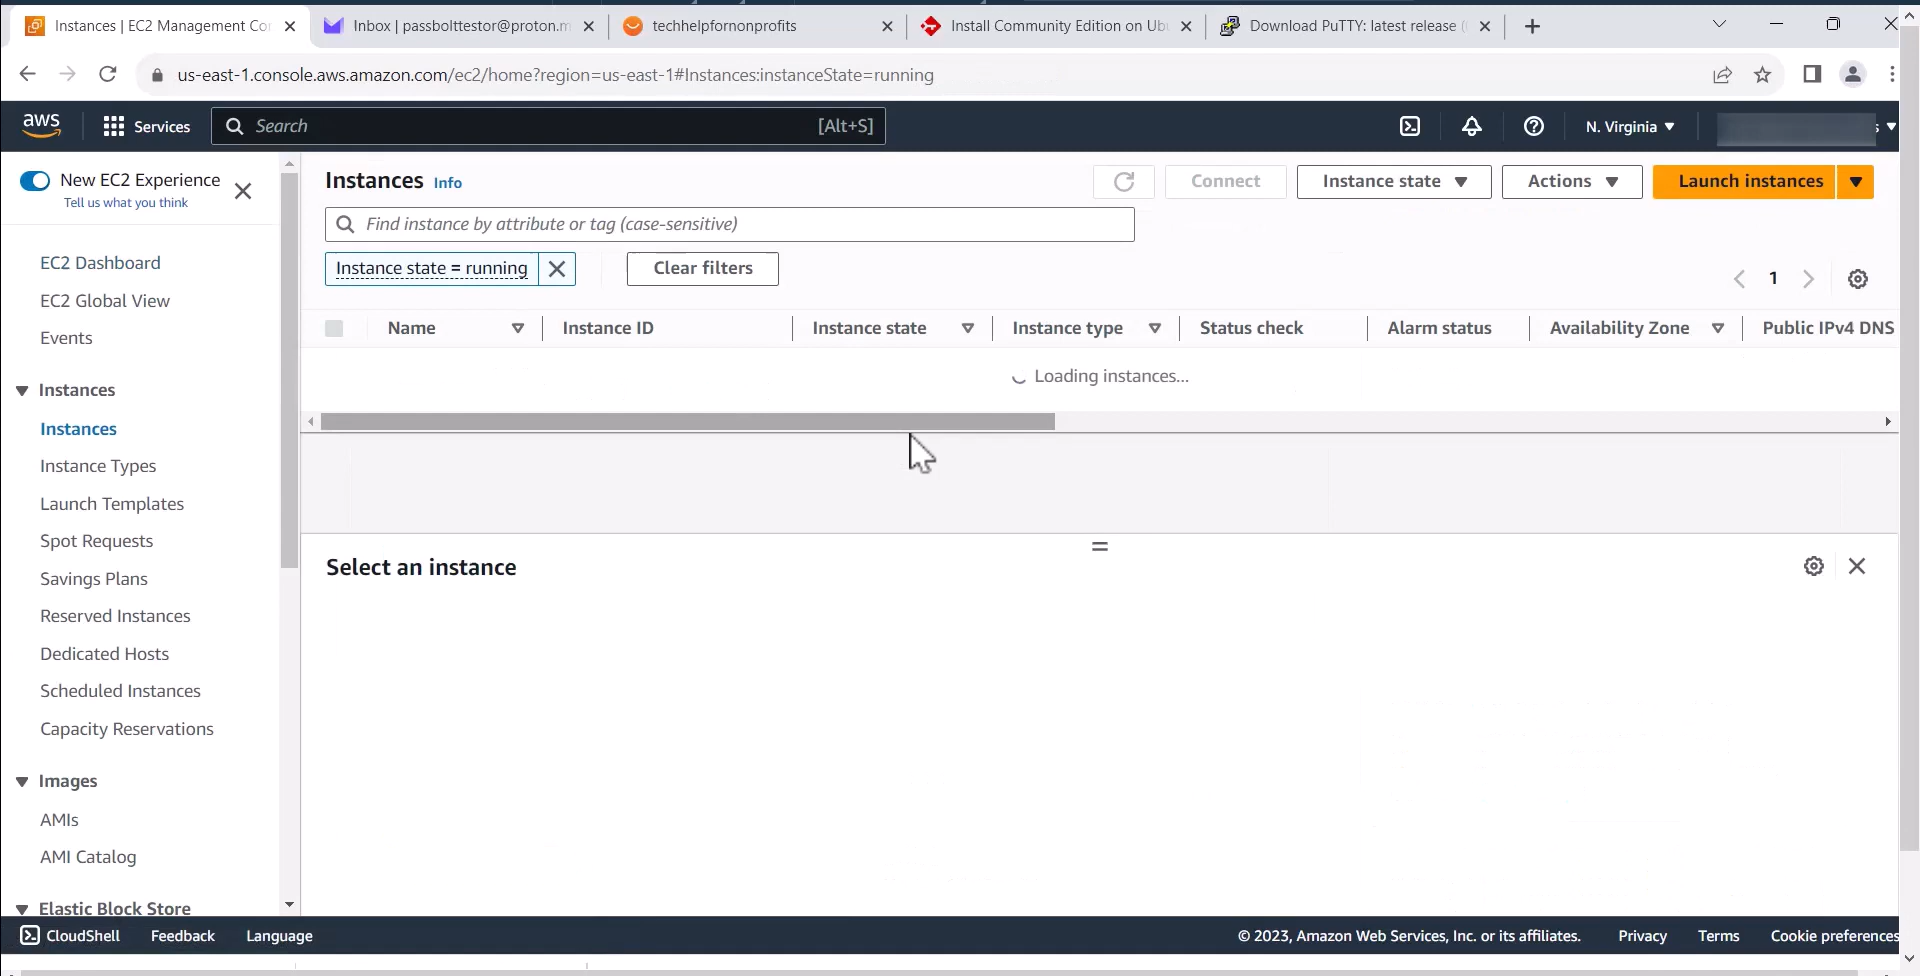 Instances | EC2 Management Co
Inbox | passbolttestor@proton.m
techhelpfornonprofits
Install Community Edition on Ub
Download PuTTY: latest release (
us-east-1.console.aws.amazon.com/ec2/home?region=us-east-1#Instances:instanceState=running
aws
Services
Search
[Alt+S]
N. Virginia
s
New EC2 Experience
Tell us what you think
EC2 Dashboard
EC2 Global View
Events
Instances
Instances
Instance Types
Launch Templates
Spot Requests
Savings Plans
Reserved Instances
Dedicated Hosts
Scheduled Instances
Capacity Reservations
Images
AMIs
AMI Catalog
Elastic Block Store
Instances Info
Connect
Instance state
Actions
Launch instances
Find instance by attribute or tag (case-sensitive)
Instance state = running
Clear filters
1
Name
Instance ID
Instance state
Instance type
Status check
Alarm status
Availability Zone
Public IPv4 DNS
Loading instances...
Select an instance
CloudShell
Feedback
Language
© 2023, Amazon Web Services, Inc. or its affiliates.
Privacy
Terms
Cookie preferences